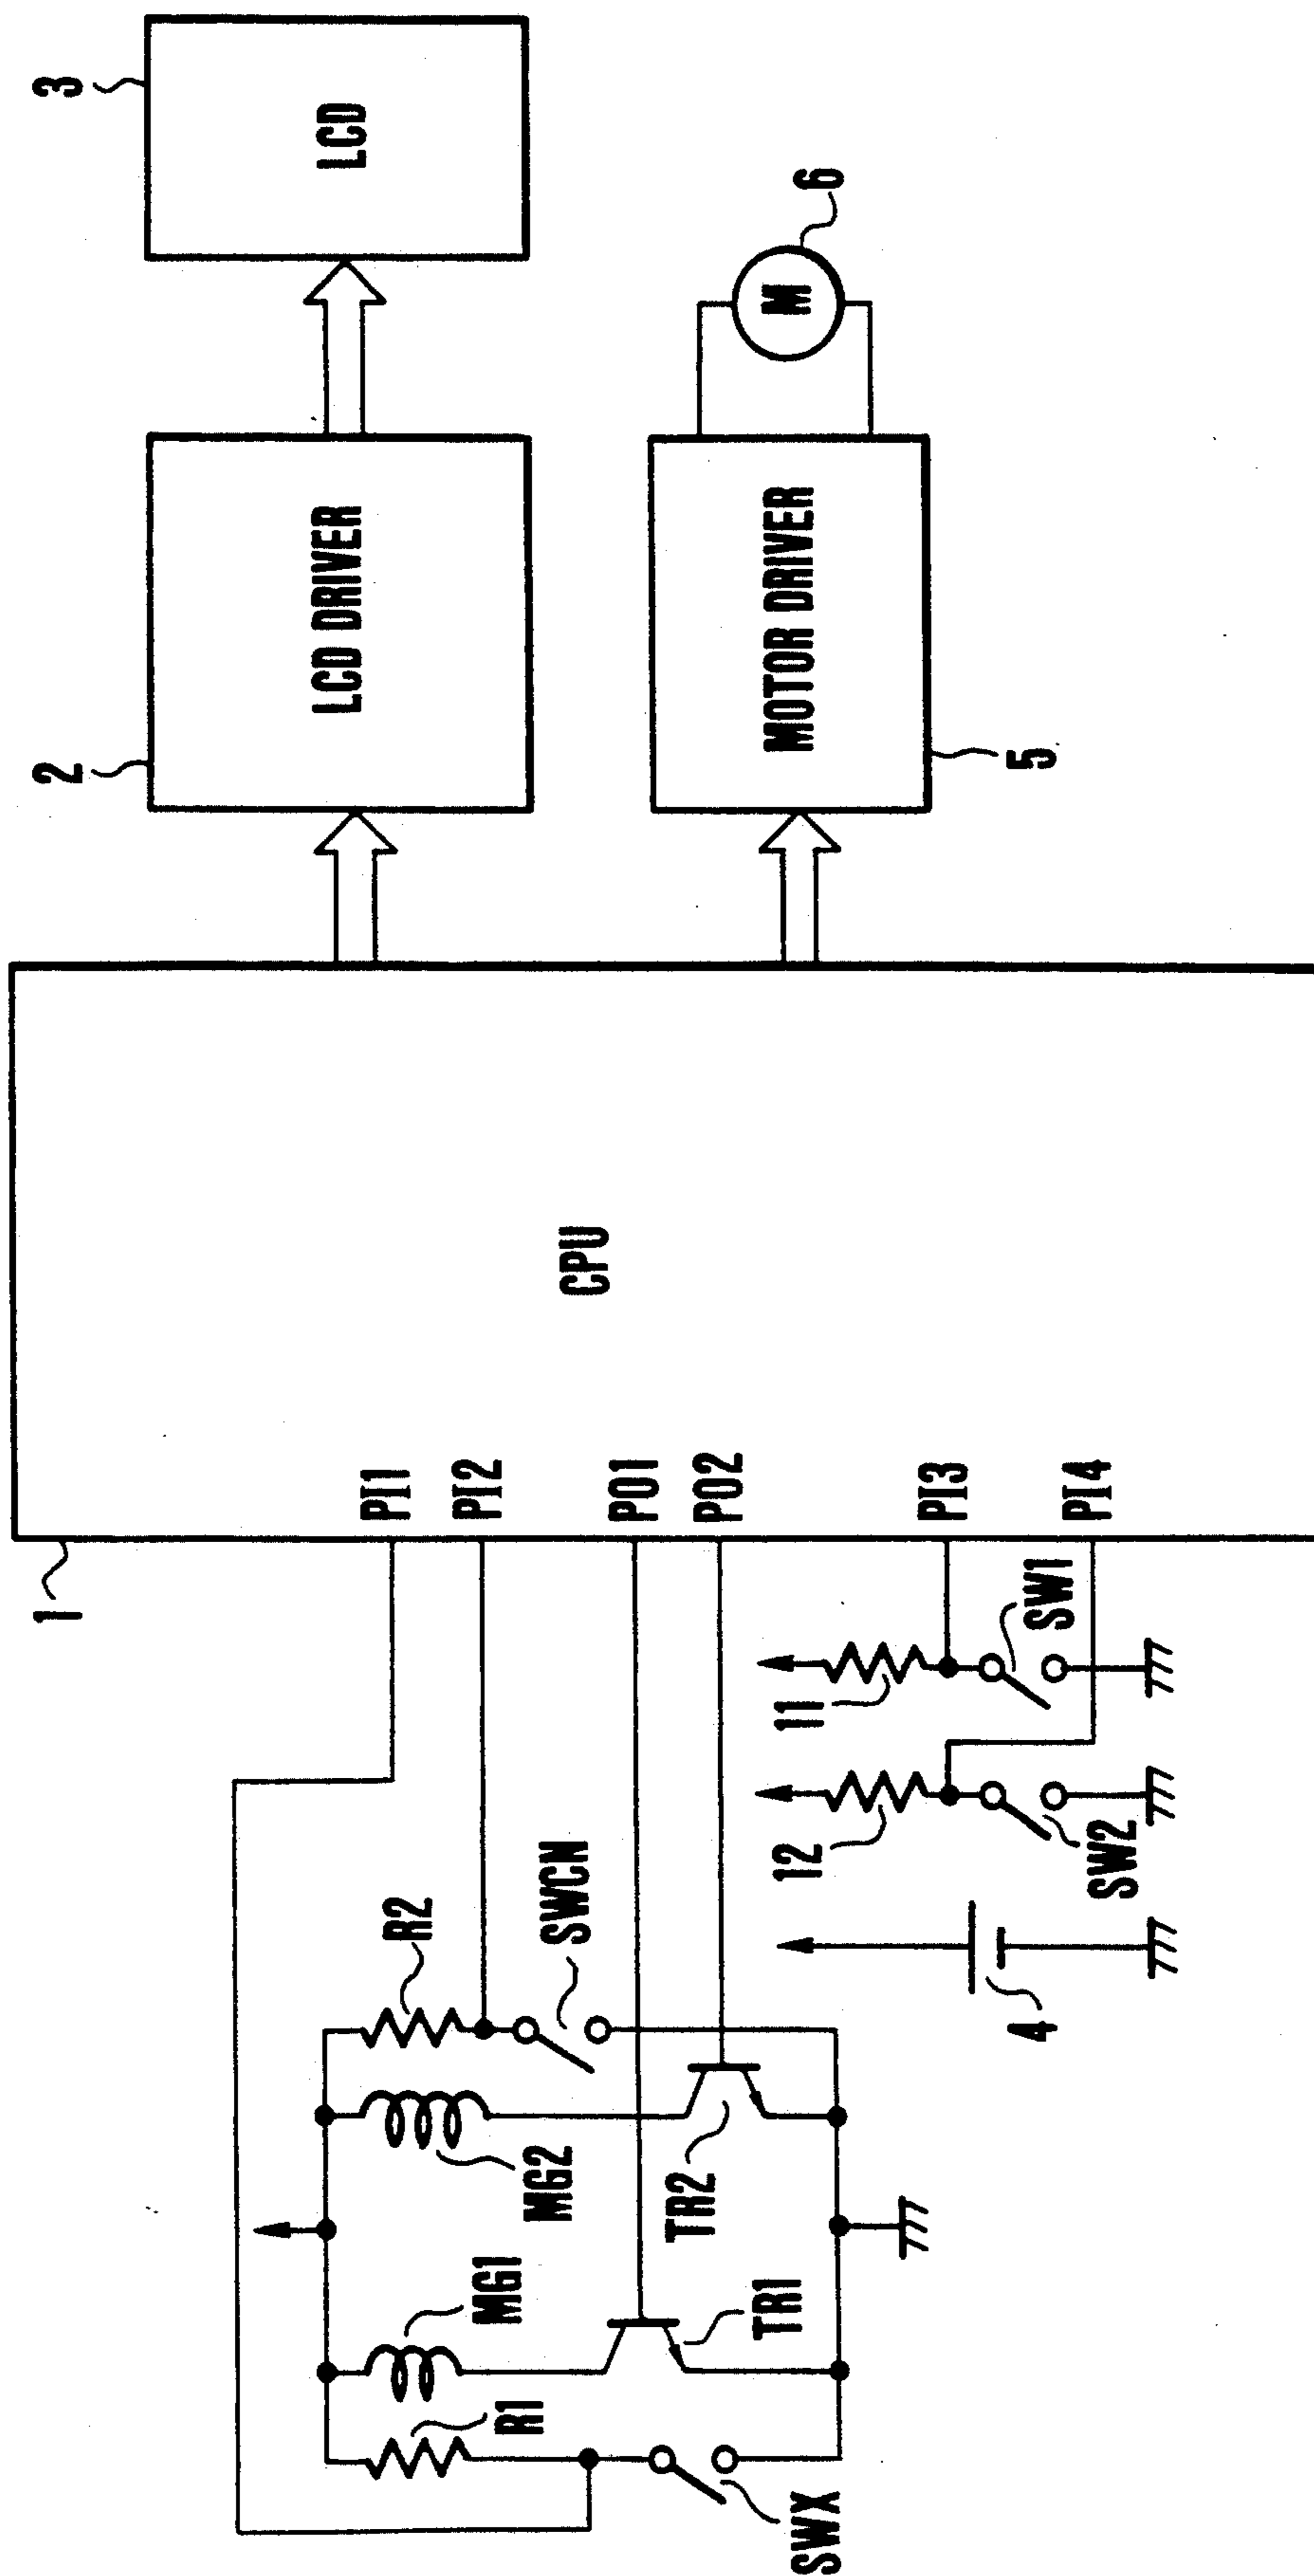 1
CPU
PI1
PI2
PO1
PO2
PI3
PI4
2
LCD DRIVER
3
LCD
MOTOR DRIVER
5
M
6
R1
MG1
MG2
R2
SWCN
SWX
TR1
TR2
4
12
SW2
11
SW1